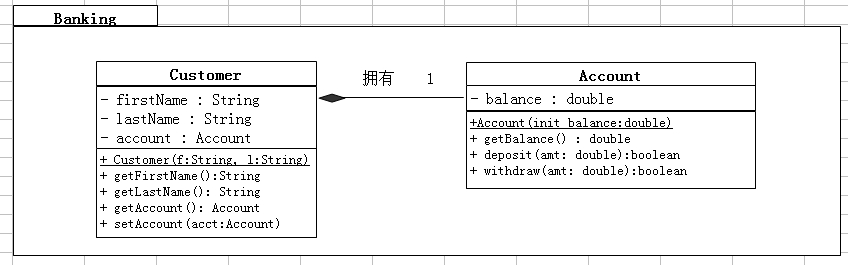 Banking
Customer
- firstName : String
- lastName : String
- account : Account
+ Customer(f:String, l:String)
+ getFirstName():String
+ getLastName(): String
+ getAccount(): Account
+ setAccount(acct:Account)
拥有 1
Account
- balance : double
+Account(init_balance:double)
+ getBalance() : double
+ deposit(amt: double):boolean
+ withdraw(amt: double):boolean